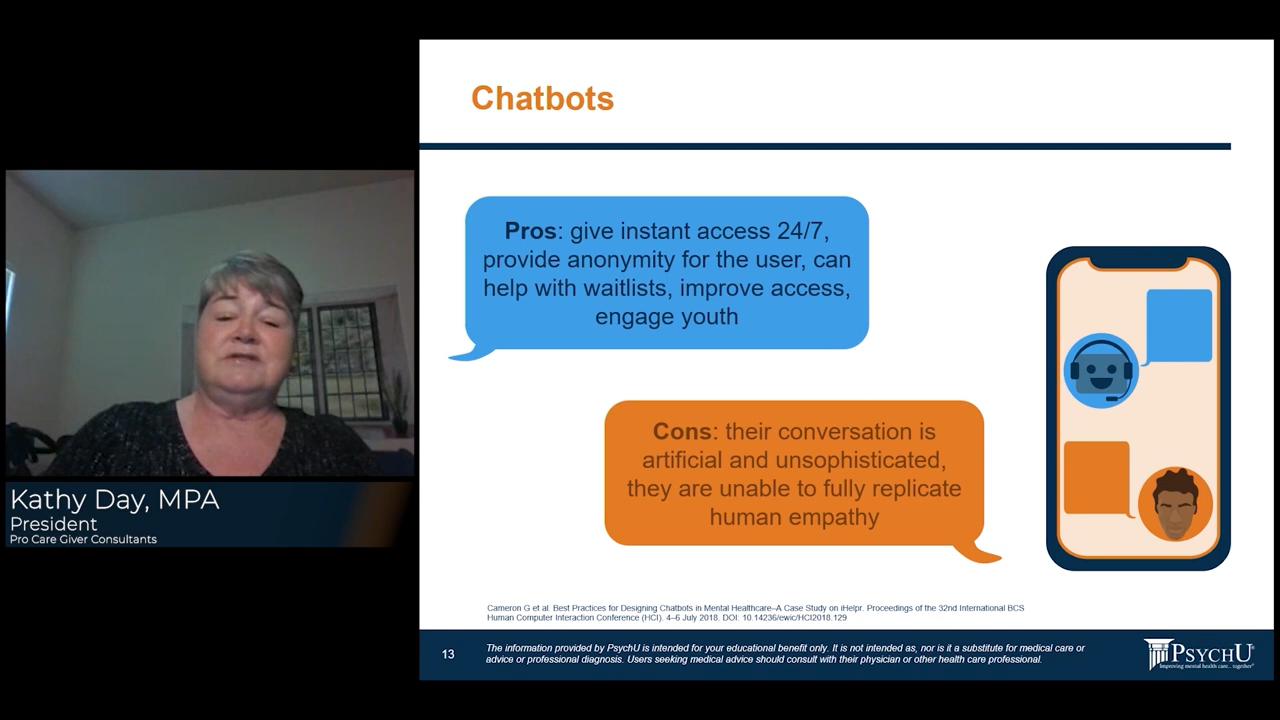 Chatbots
Pros: give instant access 24/7,
provide anonymity for the user, can
help with waitlists, improve access,
engage youth
Cons: their conversation is
artificial and unsophisticated,
they are unable to fully replicate
human empathy
Kathy Day, MPA
President
Pro Care Giver Consultants
Cameron G et al. Best Practices for Designing Chatbots in Mental Healthcare–A Case Study on iHelpr. Proceedings of the 32nd International BCS
Human Computer Interaction Conference (HCI). 4–6 July 2018. DOI: 10.14236/ewic/HCI2018.129
13
The information provided by PsychU is intended for your educational benefit only. It is not intended as, nor is it a substitute for medical care or
advice or professional diagnosis. Users seeking medical advice should consult with their physician or other health care professional.
PSYCHU
Improving mental health care... together®